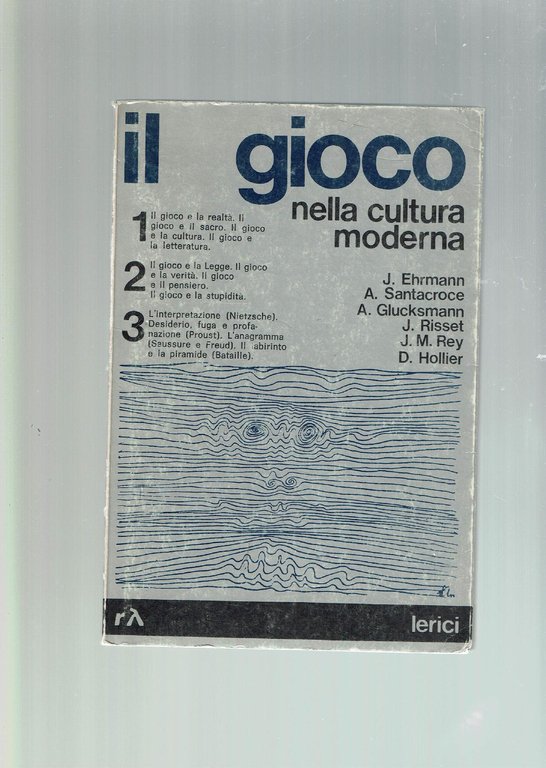 il gioco
nella cultura
moderna
1 Il gioco e la realtà. Il
gioco e il sacro. Il gioco
e la cultura. Il gioco e
la letteratura.
2 Il gioco e la Legge. Il gioco
e la verità. Il gioco
e il pensiero.
Il gioco e la stupidità.
3 L'interpretazione (Nietzsche).
Desiderio, fuga e profa-
nazione (Proust). L'anagramma
(Saussure e Freud). Il labirinto
e la piramide (Bataille).
J. Ehrmann
A. Santacroce
A. Glucksmann
J. Risset
J. M. Rey
D. Hollier
rλ
lerici